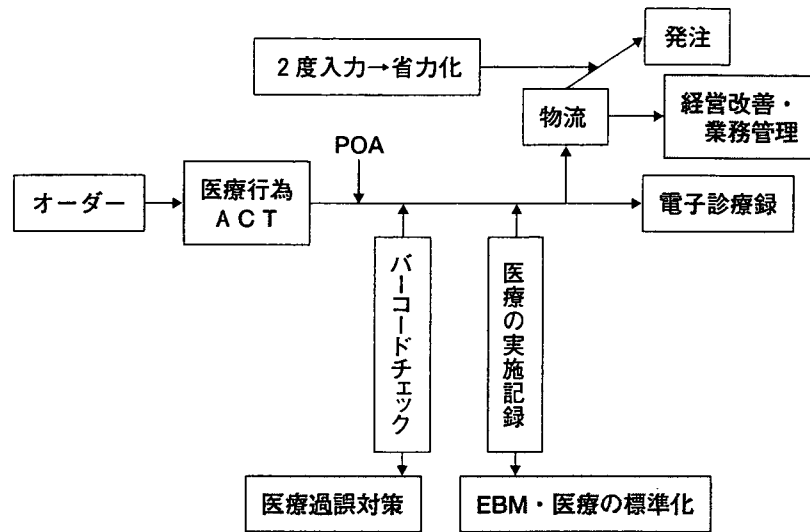 発注
2度入力→省力化
物流
経営改善・
業務管理
POA
オーダー
医療行為
ACT
電子診療録
バーコードチェック
医療の実施記録
医療過誤対策
EBM・医療の標準化